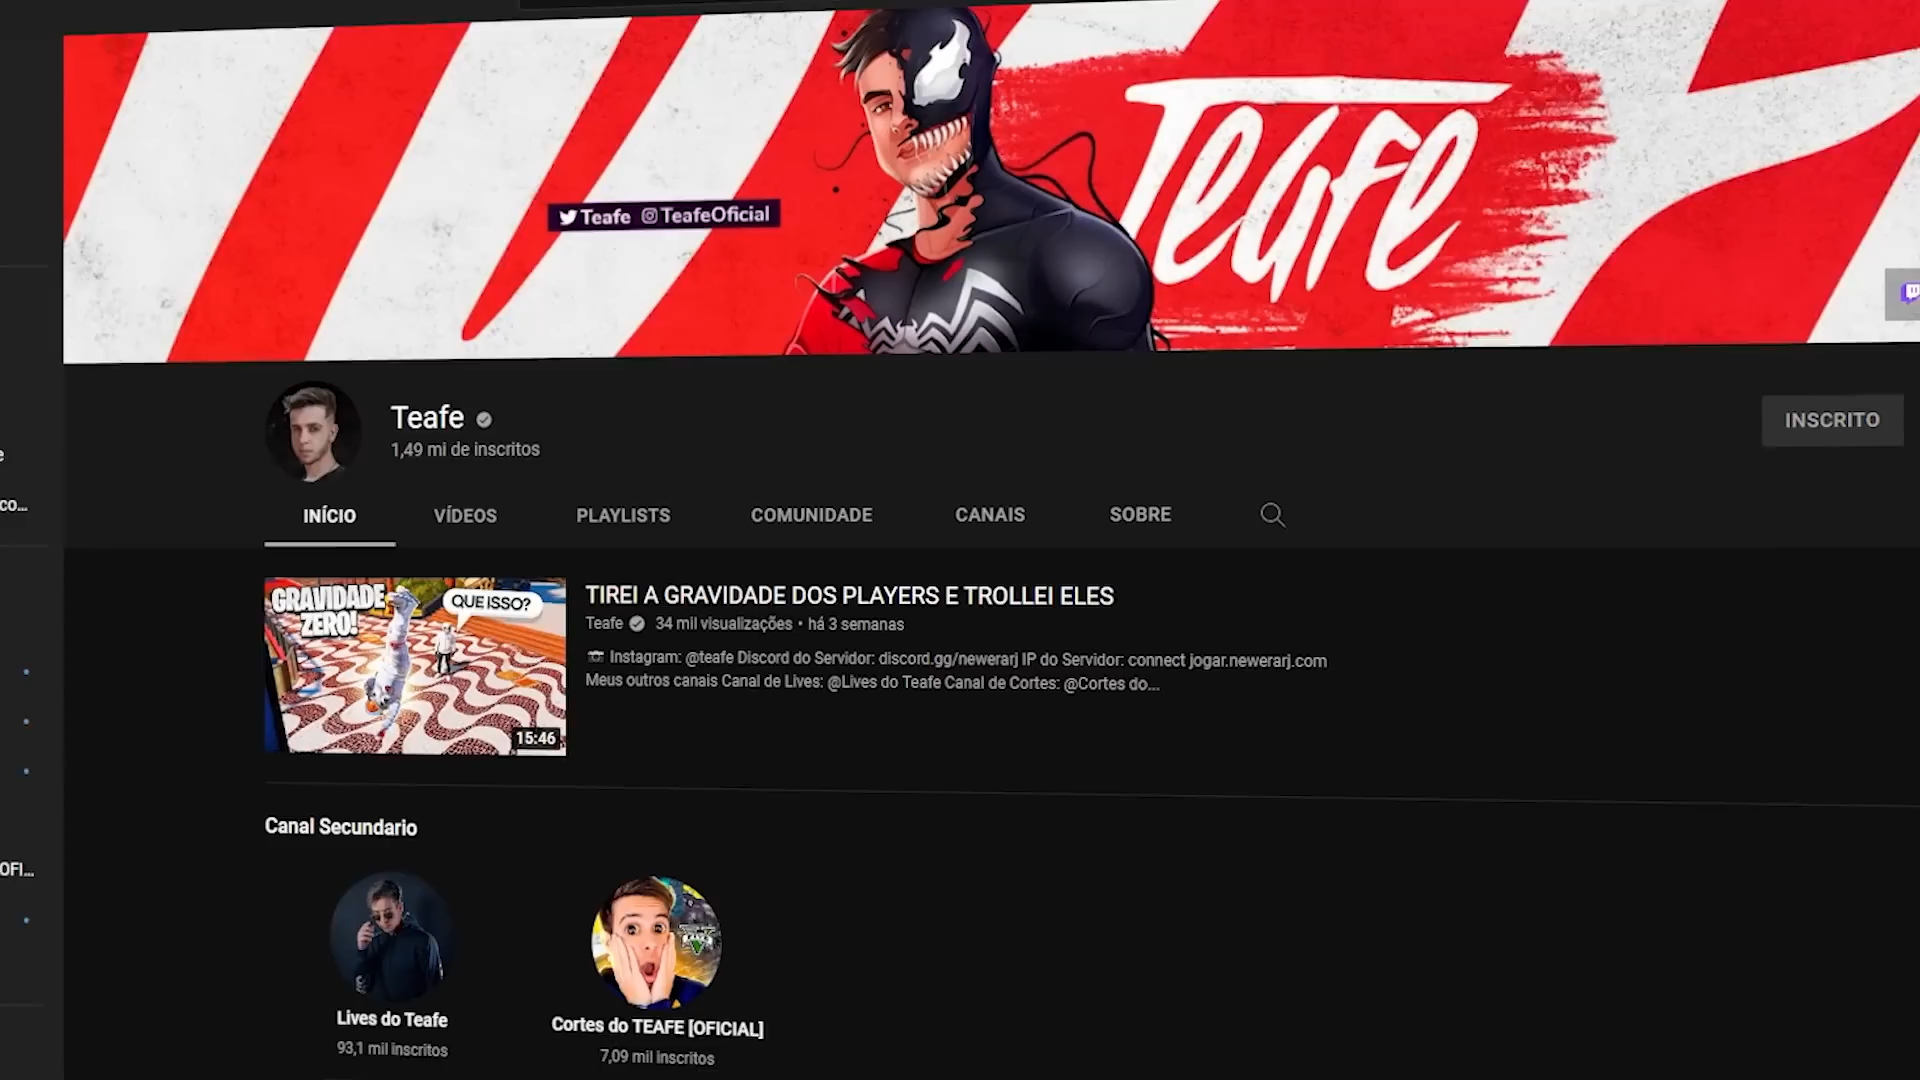 Teafe TeafeOficial
Teafe
Teafe
1,49 mi de inscritos
INSCRITO
INÍCIO VÍDEOS PLAYLISTS COMUNIDADE CANAIS SOBRE
GRAVIDADE
ZERO!
QUE ISSO?
15:46
TIREI A GRAVIDADE DOS PLAYERS E TROLLEI ELES
Teafe 34 mil visualizações • há 3 semanas
Instagram: @teafe Discord do Servidor: discord.gg/newerarj IP do Servidor: connect jogar.newerarj.com
Meus outros canais Canal de Lives: @Lives do Teafe Canal de Cortes: @Cortes do...
e
co...
OFI...
Canal Secundario
Lives do Teafe
93,1 mil inscritos
Cortes do TEAFE [OFICIAL]
7,09 mil inscritos